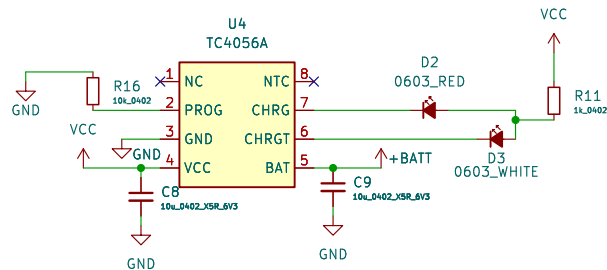 U4
TC4056A
VCC
D2
0603_RED
1 NC
NTC 8
R16
10k_0402
GND
2 PROG
CHRG 7
R11
1k_0402
VCC
3 GND
GND
CHRGT 6
D3
0603_WHITE
4 VCC
BAT 5
+BATT
C8
10u_0402_X5R_6V3
C9
10u_0402_X5R_6V3
GND
GND